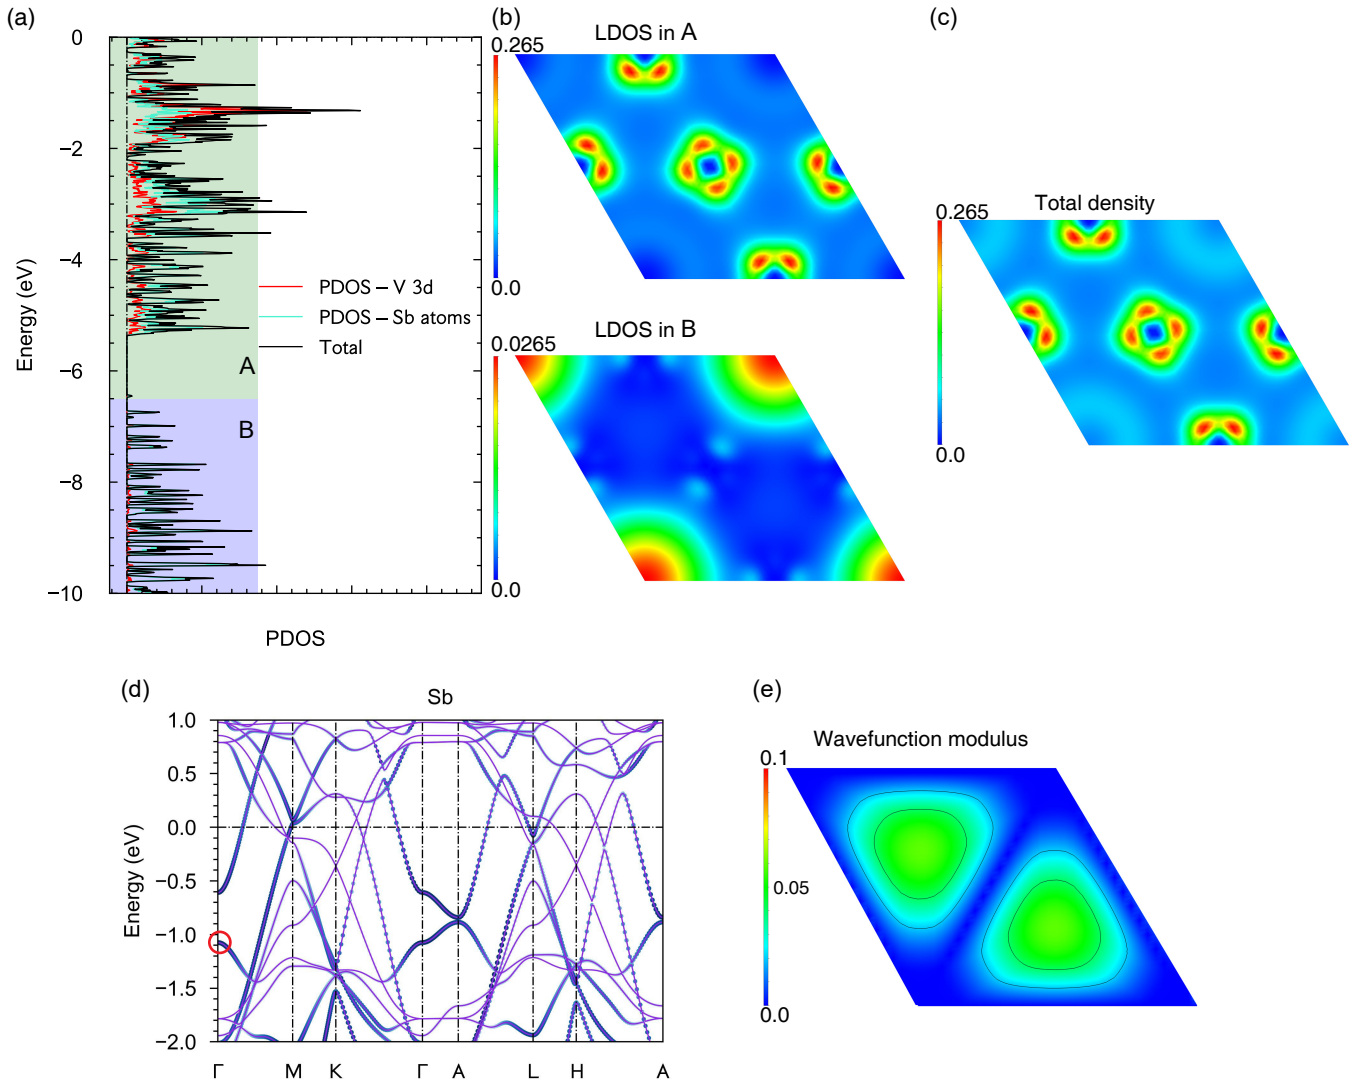 (a)
0
−2
−4
−6
−8
−10
Energy (eV)
PDOS – V 3d
PDOS – Sb atoms
Total
A
B
PDOS
(b)
LDOS in A
0.265
0.0
LDOS in B
0.0265
0.0
(c)
Total density
0.265
0.0
(d)
Sb
1.0
0.5
0.0
−0.5
−1.0
−1.5
−2.0
Energy (eV)
Γ M K Γ A L H A
(e)
Wavefunction modulus
0.1
0.05
0.0